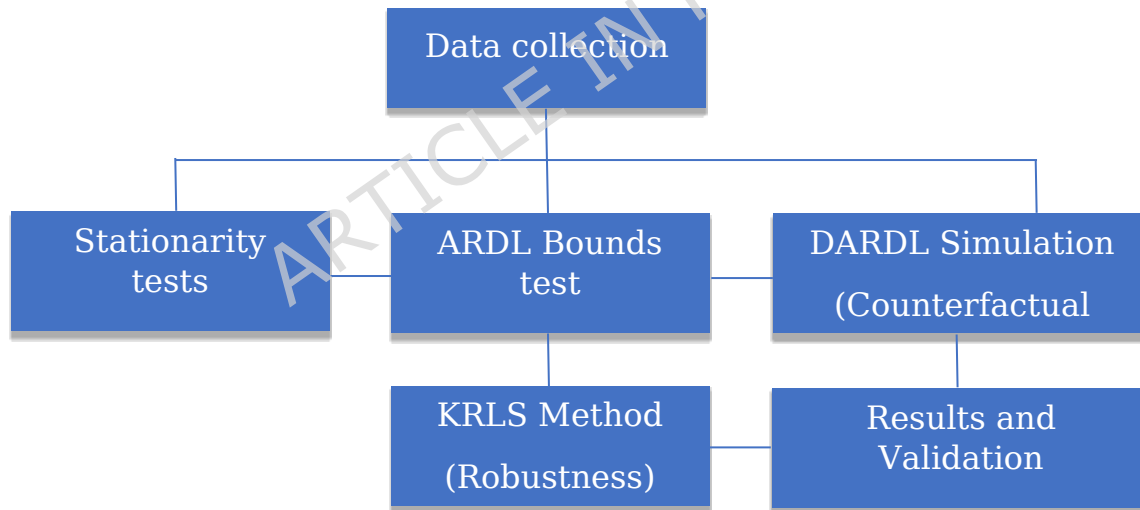 Data collection
ARTICLE IN
Stationarity
tests
ARDL Bounds
test
DARDL Simulation
(Counterfactual
KRLS Method
(Robustness)
Results and
Validation